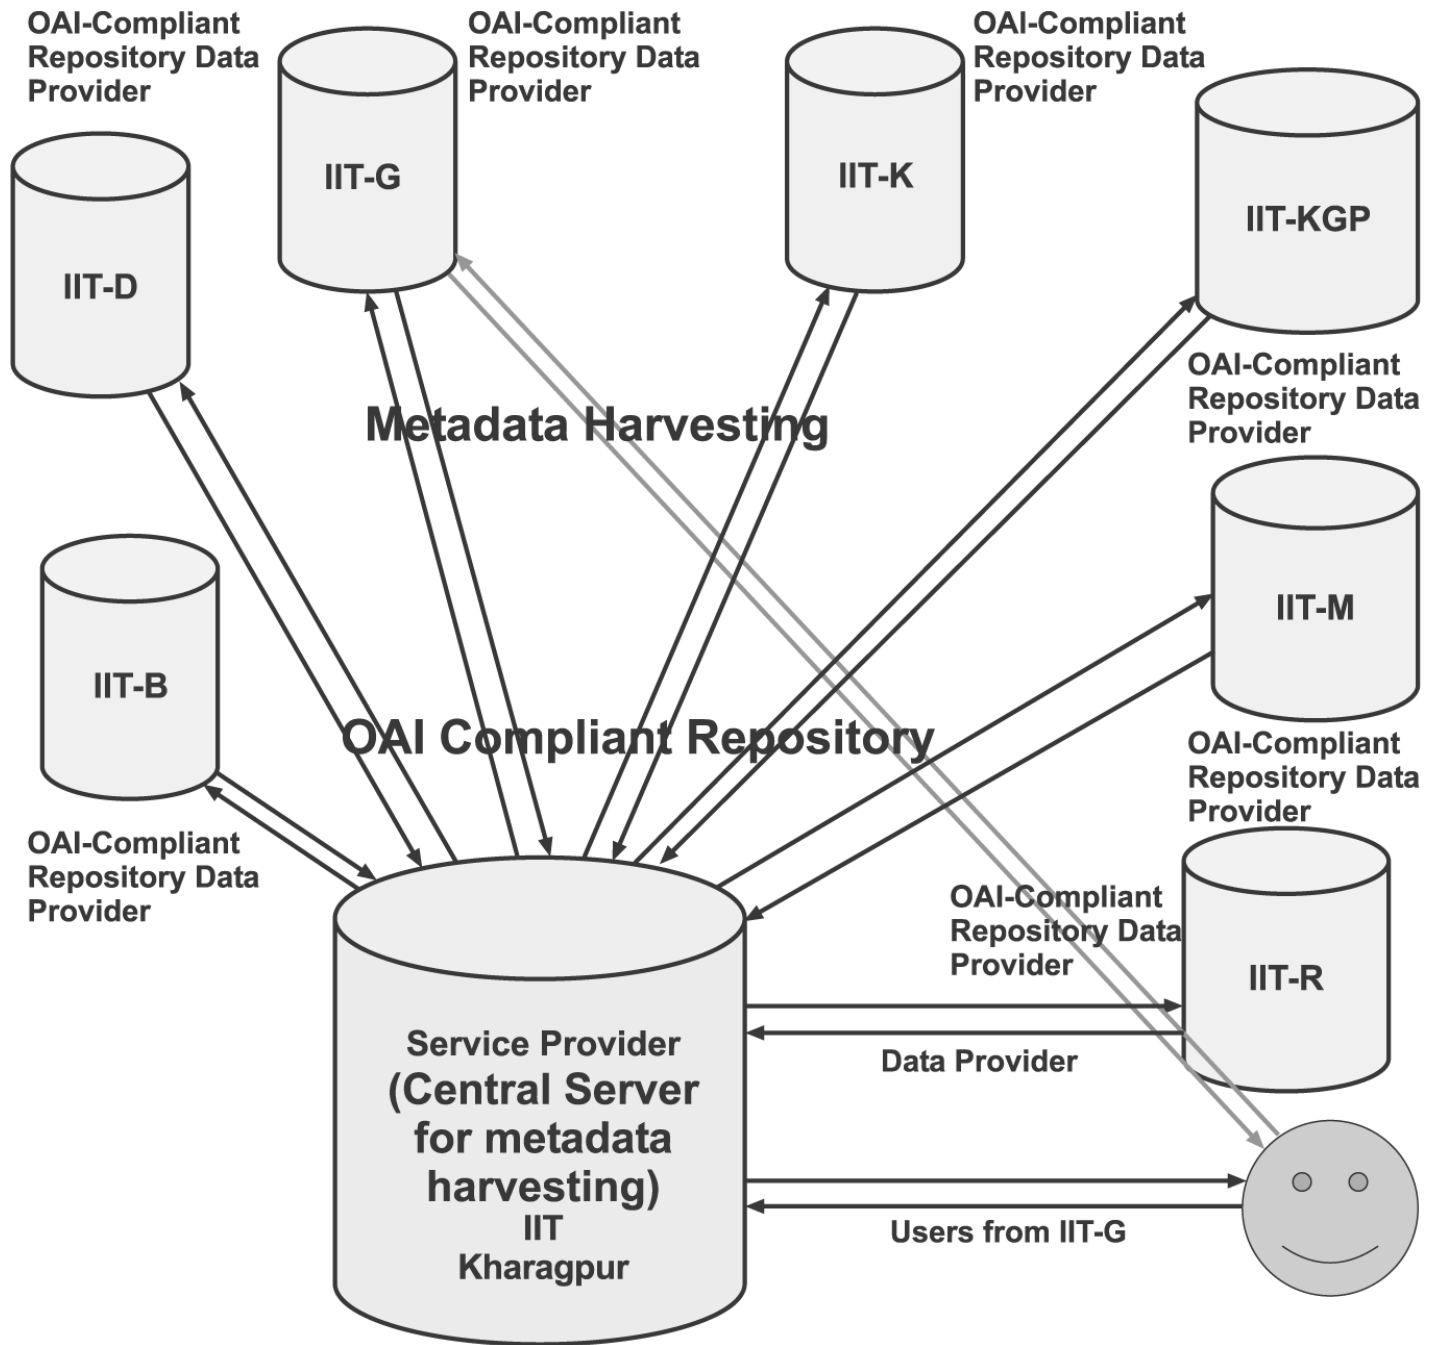 OAI-Compliant
Repository Data
Provider
OAI-Compliant
Repository Data
Provider
OAI-Compliant
Repository Data
Provider
IIT-G
IIT-K
IIT-KGP
IIT-D
OAI-Compliant
Repository Data
Provider
Metadata Harvesting
IIT-M
IIT-B
OAI Compliant Repository
OAI-Compliant
Repository Data
Provider
OAI-Compliant
Repository Data
Provider
OAI-Compliant
Repository Data
Provider
IIT-R
Service Provider
(Central Server
for metadata
harvesting)
IIT
Kharagpur
Data Provider
Users from IIT-G